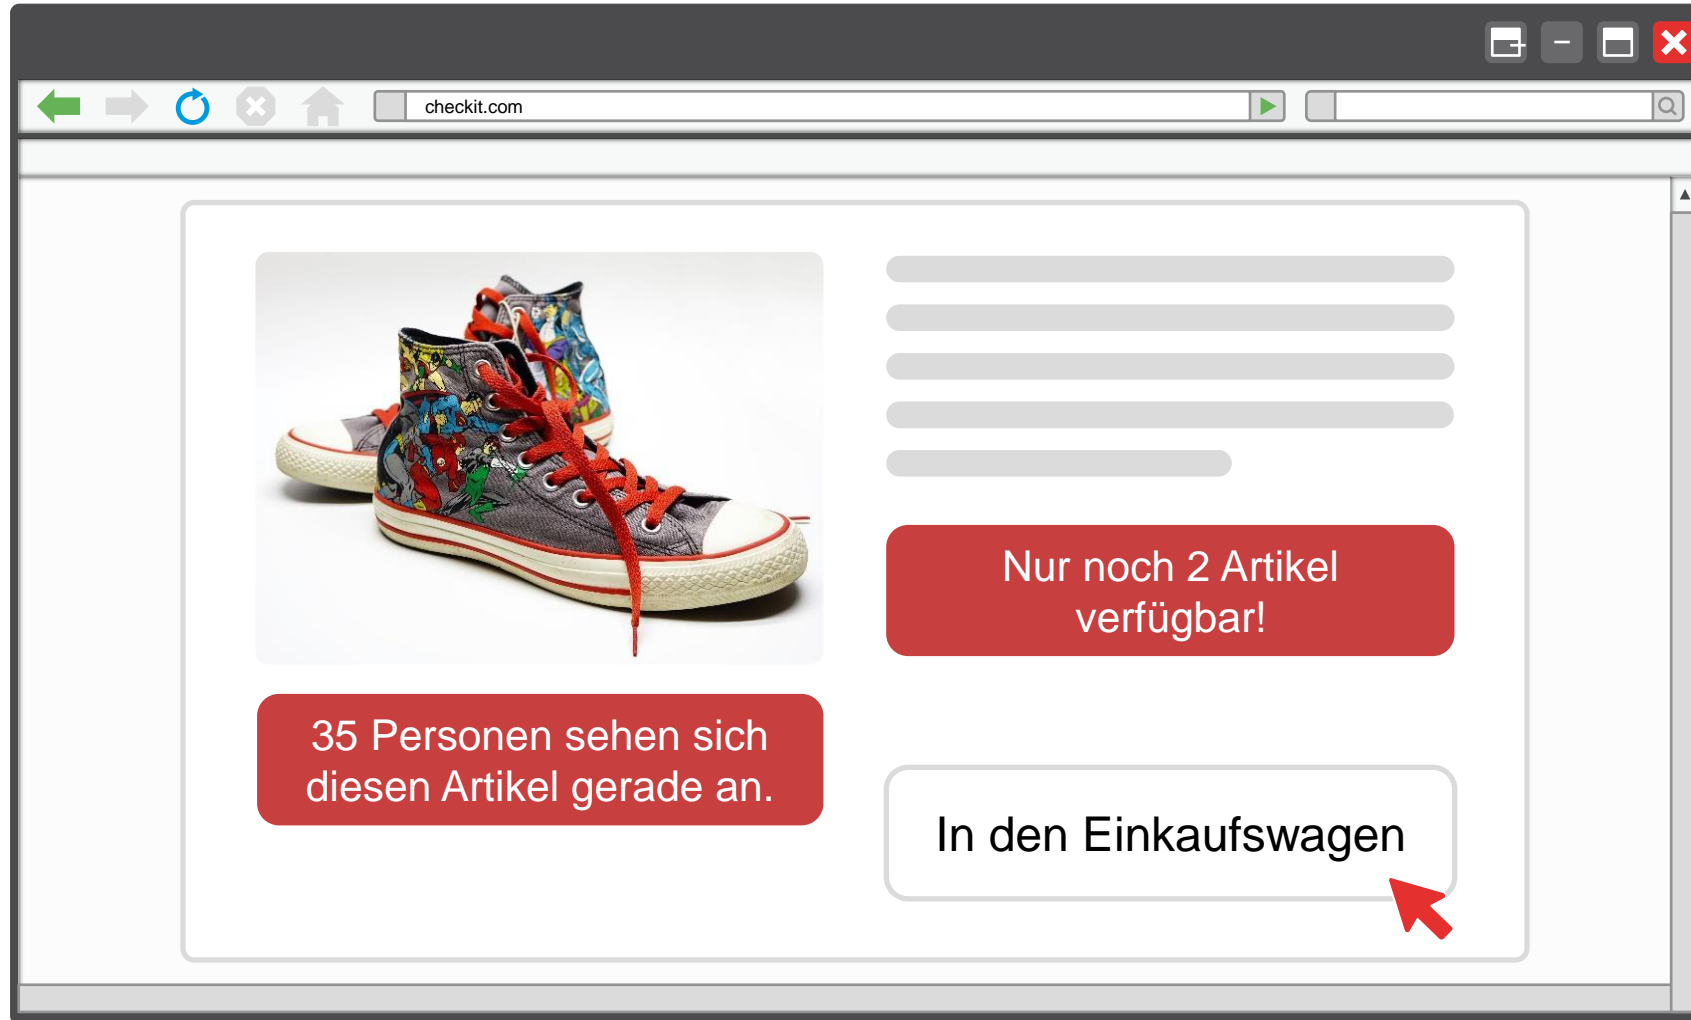 checkit.com
Nur noch 2 Artikel
verfügbar!
35 Personen sehen sich
diesen Artikel gerade an.
In den Einkaufswagen